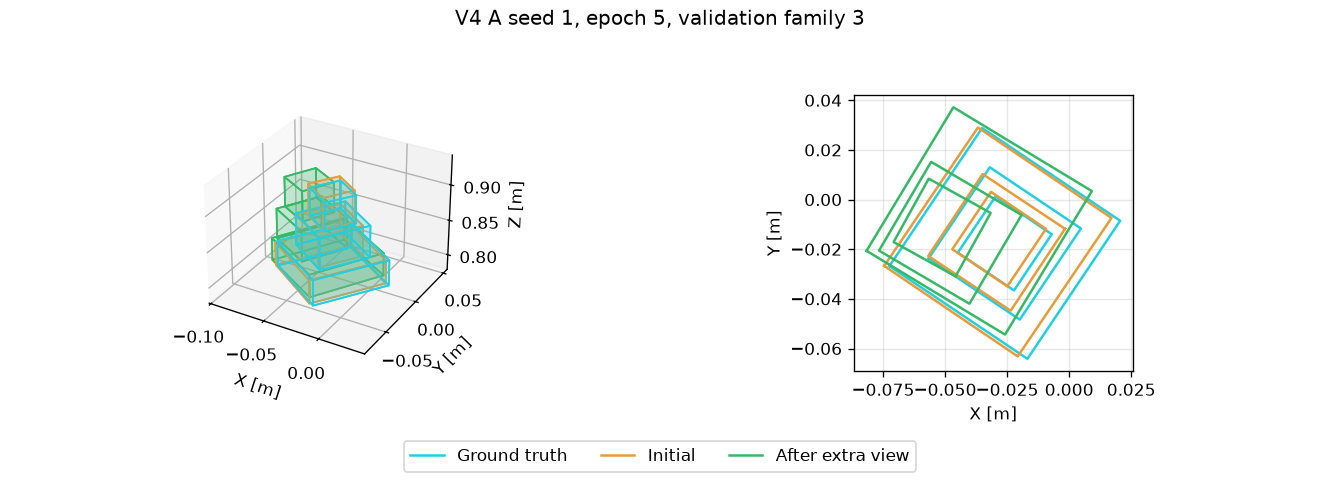 V4 A seed 1, epoch 5, validation family 3
0.90
0.85
0.80
Z [m]
0.05
0.00
−0.05
Y [m]
−0.10
−0.05
0.00
X [m]
0.04
0.02
0.00
−0.02
−0.04
−0.06
Y [m]
−0.075 −0.050 −0.025 0.000 0.025
X [m]
Ground truth Initial After extra view